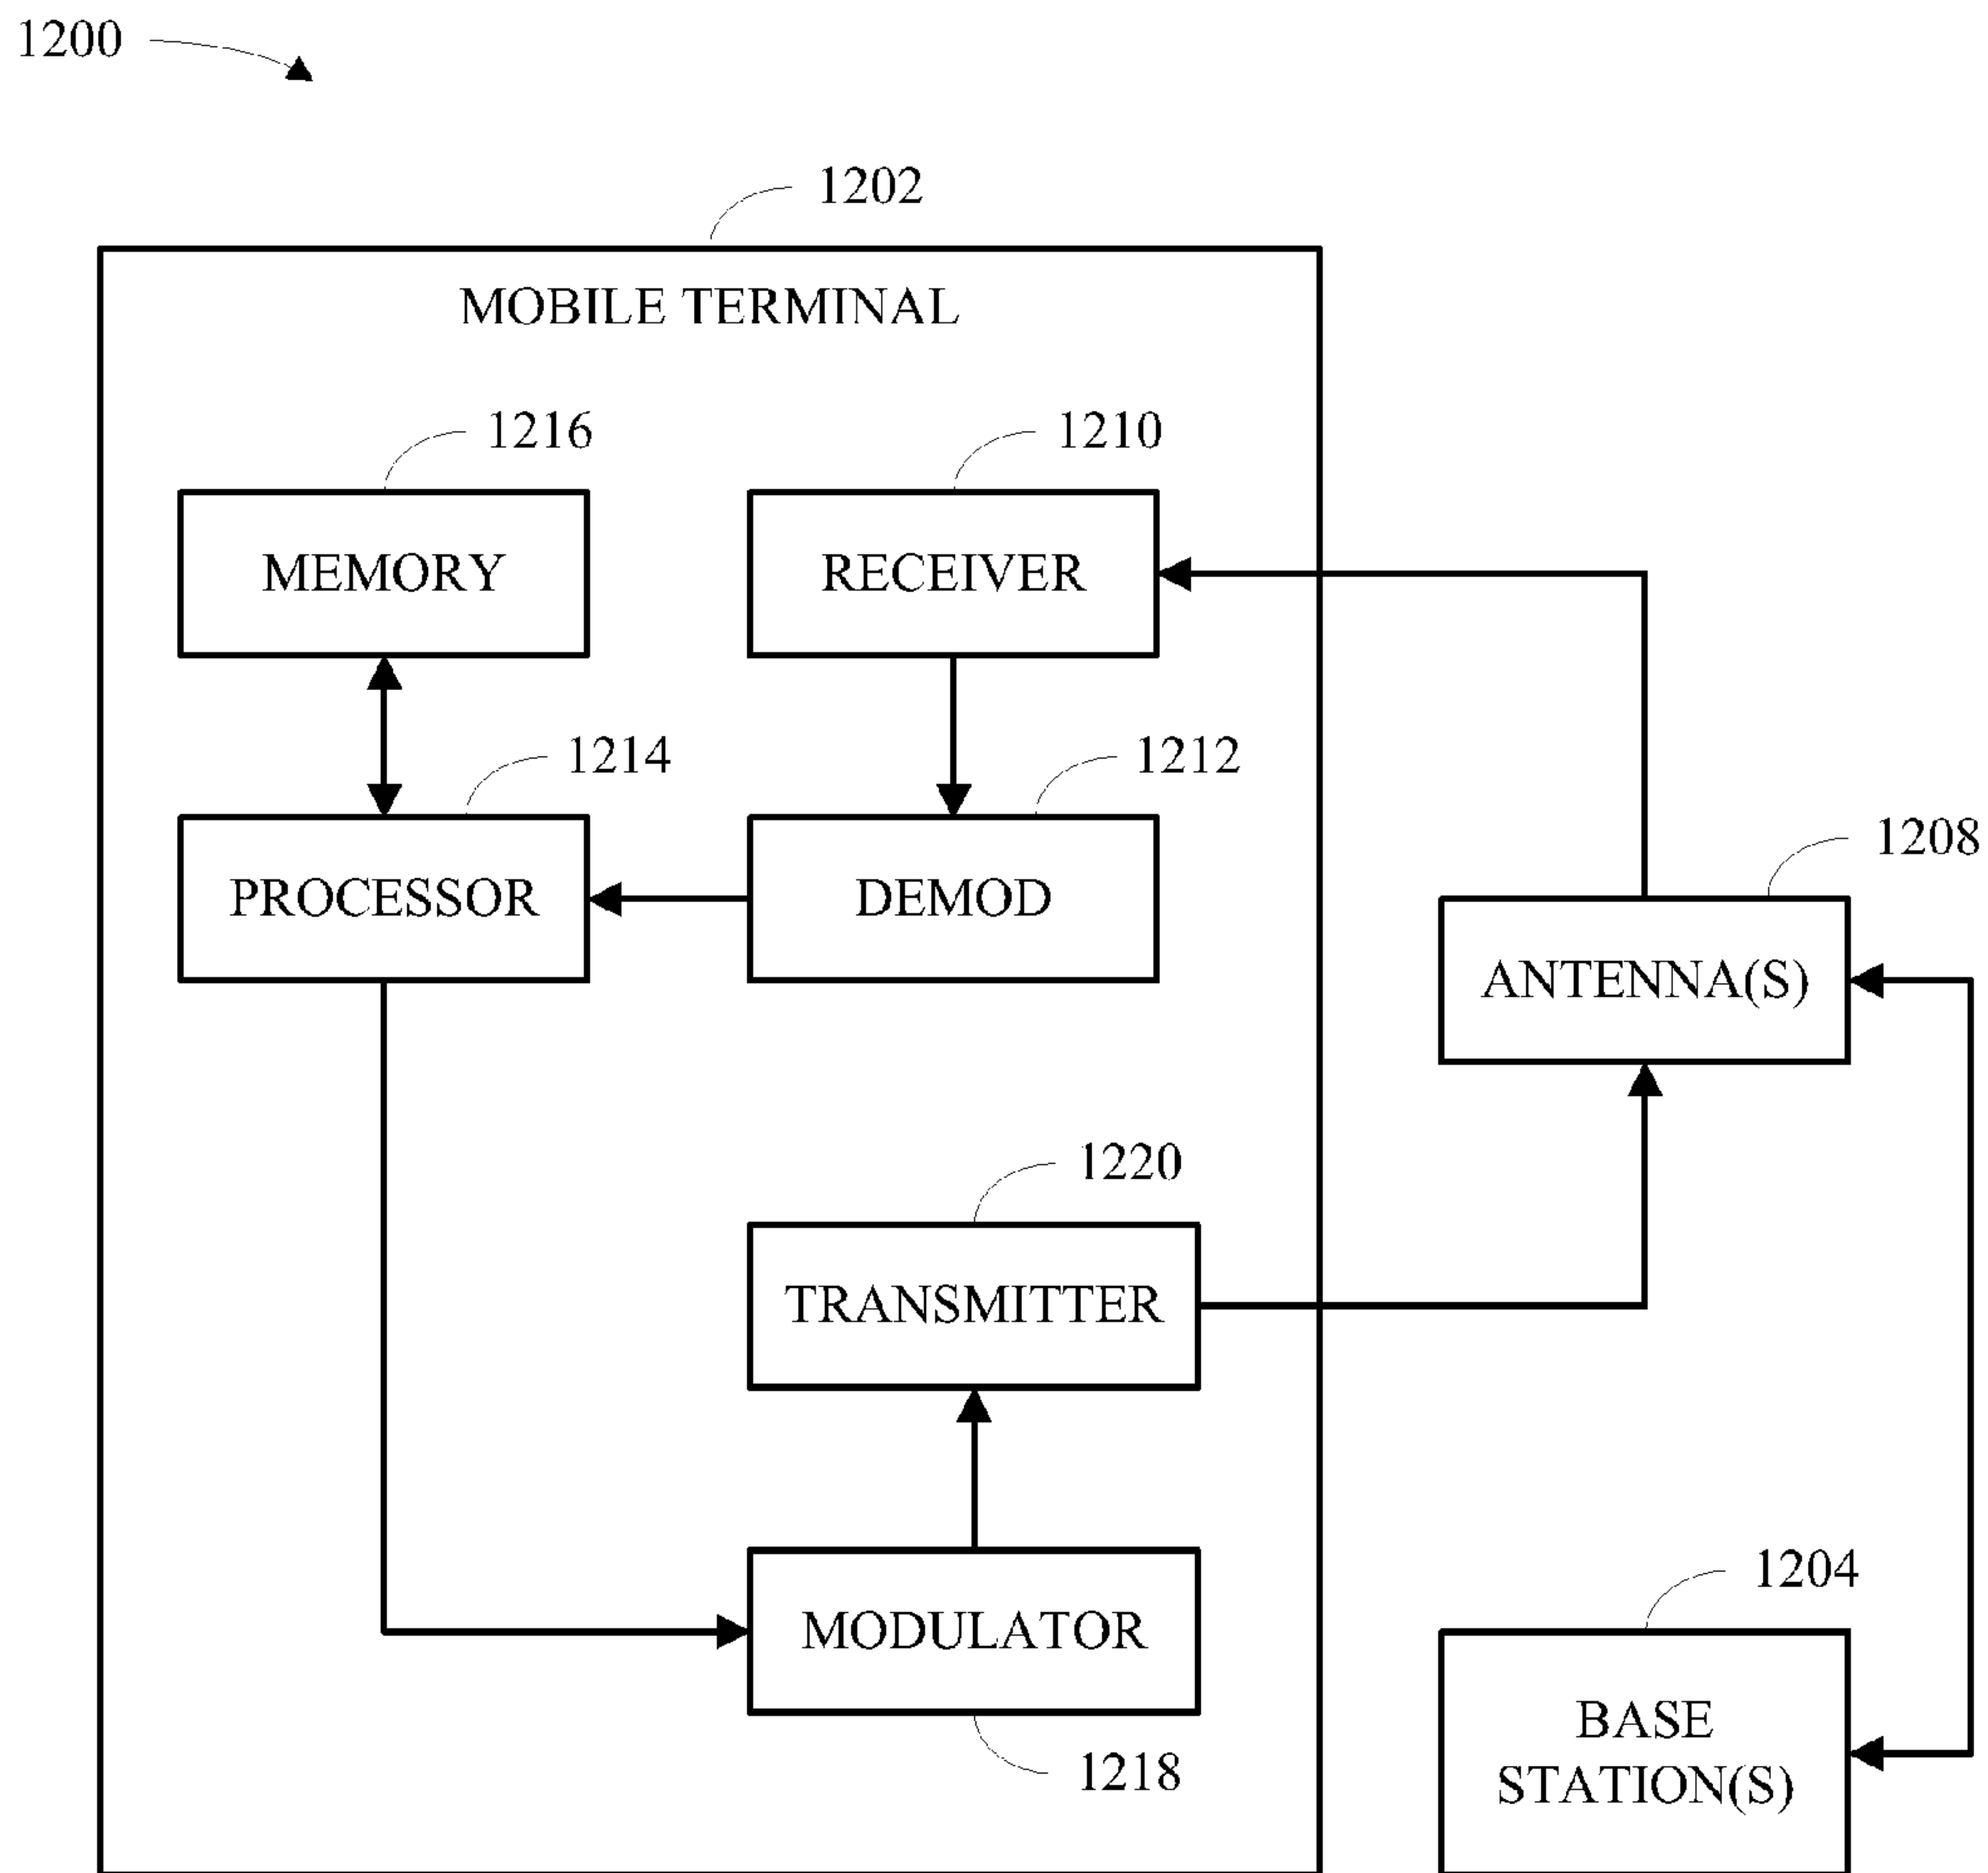 1200
1202
MOBILE TERMINAL
1216
1210
MEMORY
RECEIVER
1214
1212
1208
PROCESSOR
DEMOD
ANTENNA(S)
1220
TRANSMITTER
1204
MODULATOR
BASE
STATION(S)
1218